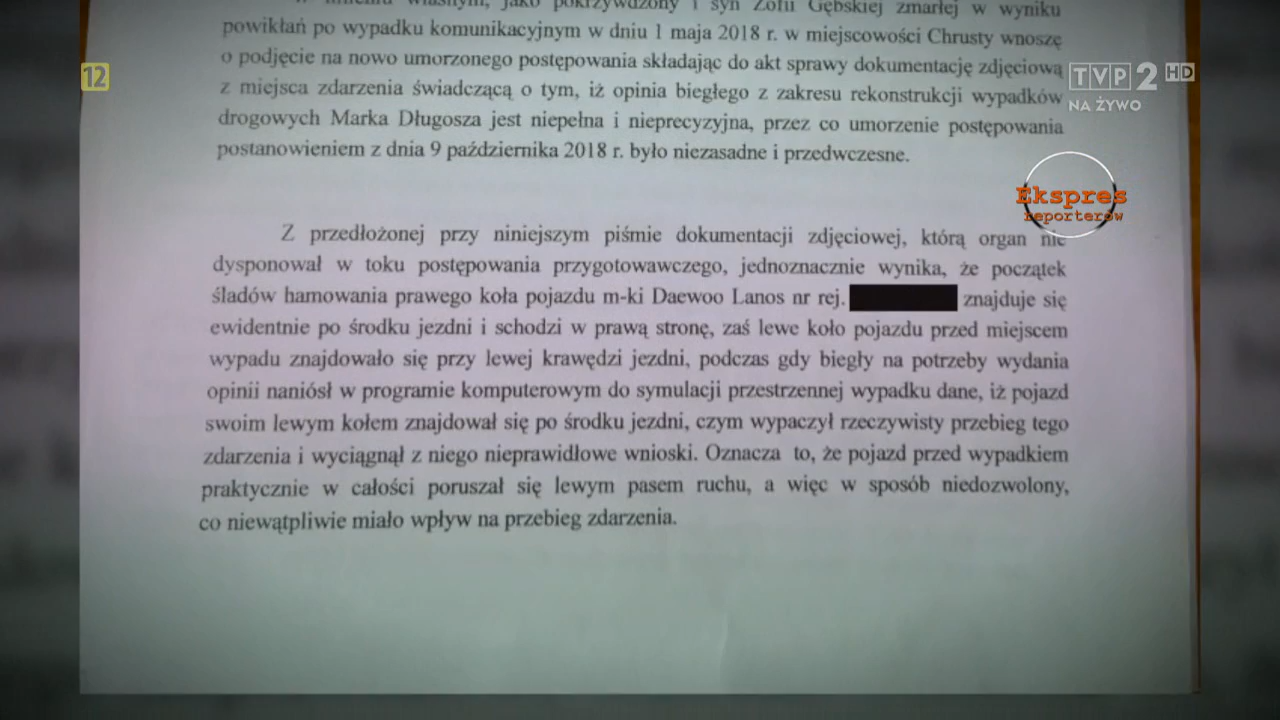 W imieniu własnym, jako pokrzywdzony i syn Zofii Gębskiej zmarłej w wyniku
powikłań po wypadku komunikacyjnym w dniu 1 maja 2018 r. w miejscowości Chrusty wnoszę
o podjęcie na nowo umorzonego postępowania składając do akt sprawy dokumentację zdjęciową
z miejsca zdarzenia świadczącą o tym, iż opinia biegłego z zakresu rekonstrukcji wypadków
drogowych Marka Długosza jest niepełna i nieprecyzyjna, przez co umorzenie postępowania
postanowieniem z dnia 9 października 2018 r. było niezasadne i przedwczesne.
Z przedłożonej przy niniejszym piśmie dokumentacji zdjęciowej, którą organ nie
dysponował w toku postępowania przygotowawczego, jednoznacznie wynika, że początek
śladów hamowania prawego koła pojazdu m-ki Daewoo Lanos nr rej. znajduje się
ewidentnie po środku jezdni i schodzi w prawą stronę, zaś lewe koło pojazdu przed miejscem
wypadu znajdowało się przy lewej krawędzi jezdni, podczas gdy biegły na potrzeby wydania
opinii naniósł w programie komputerowym do symulacji przestrzennej wypadku dane, iż pojazd
swoim lewym kołem znajdował się po środku jezdni, czym wypaczył rzeczywisty przebieg tego
zdarzenia i wyciągnął z niego nieprawidłowe wnioski. Oznacza to, że pojazd przed wypadkiem
praktycznie w całości poruszał się lewym pasem ruchu, a więc w sposób niedozwolony,
co niewątpliwie miało wpływ na przebieg zdarzenia.
12
TVP 2 HD
NA ŻYWO
Ekspres
reporterów